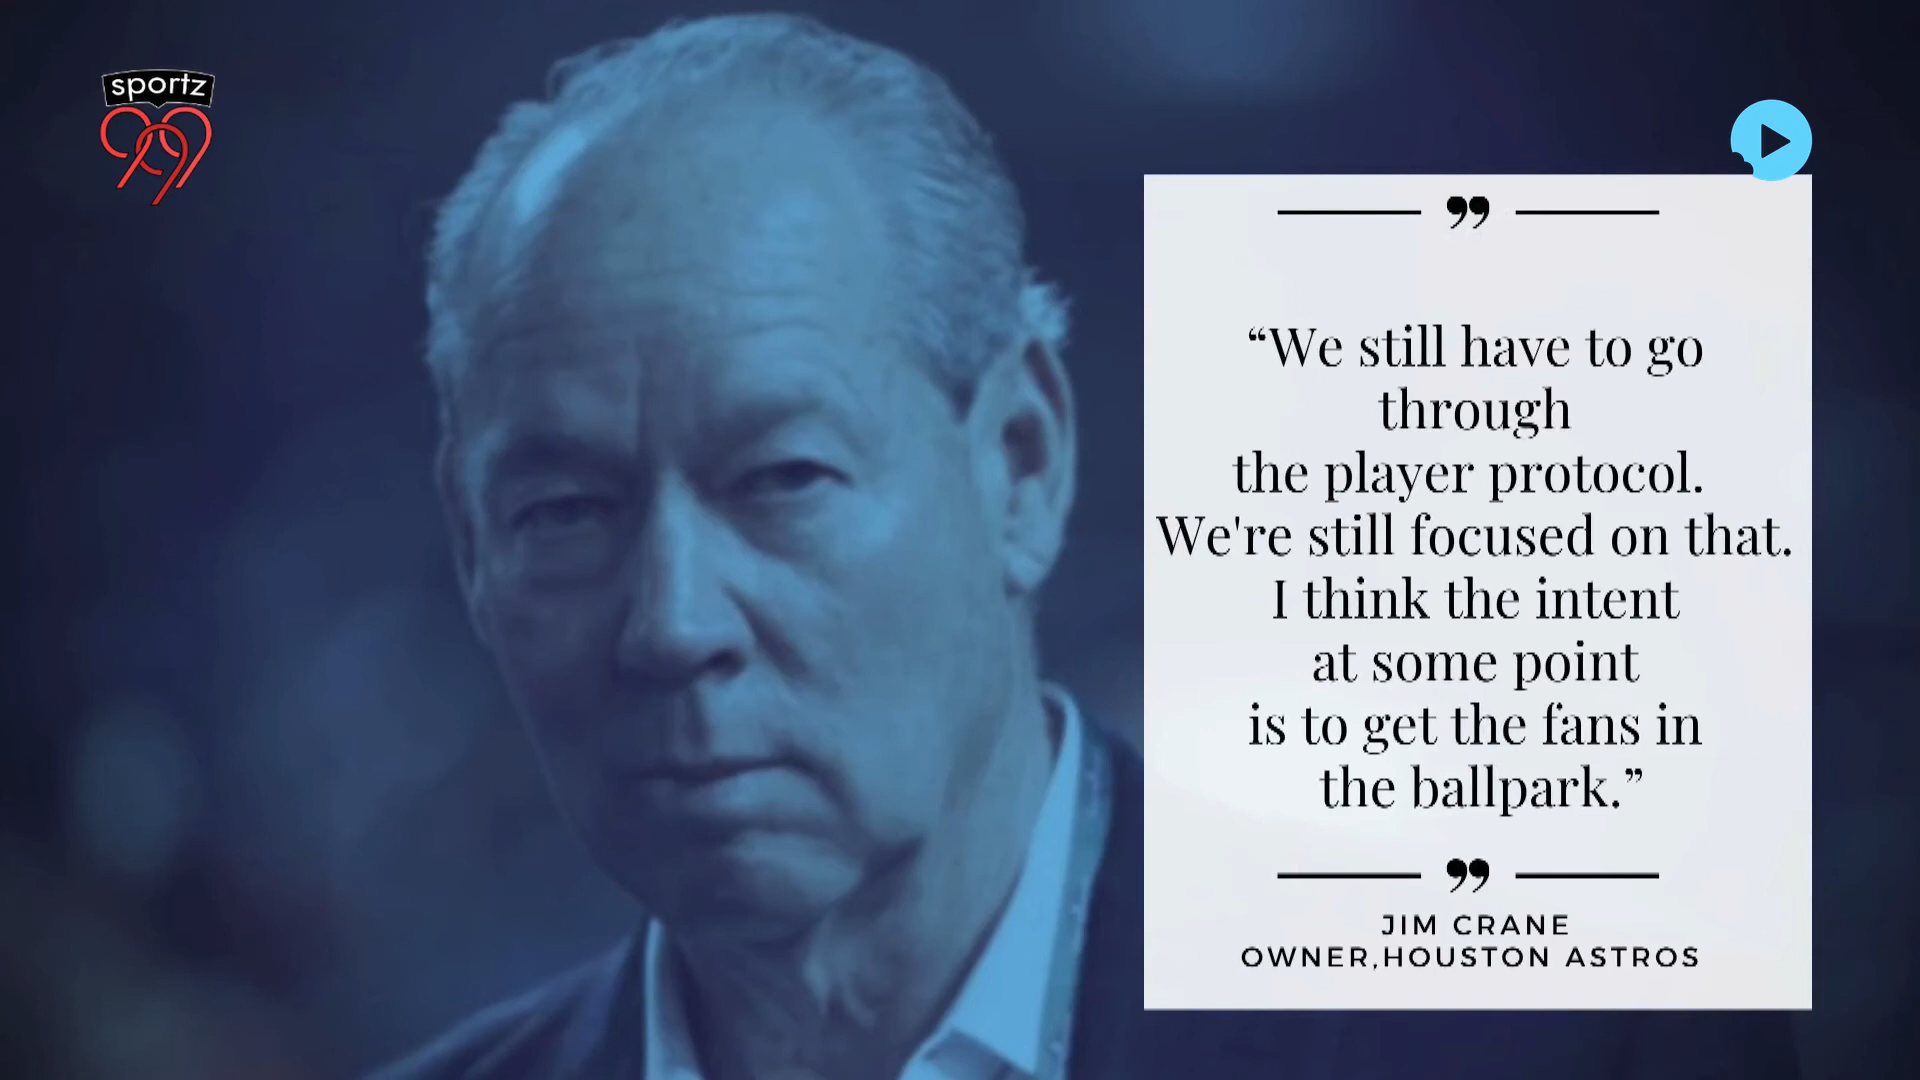 sportz
99
“We still have to go
through
the player protocol.
We're still focused on that.
I think the intent
at some point
is to get the fans in
the ballpark.”
JIM CRANE
OWNER,HOUSTON ASTROS